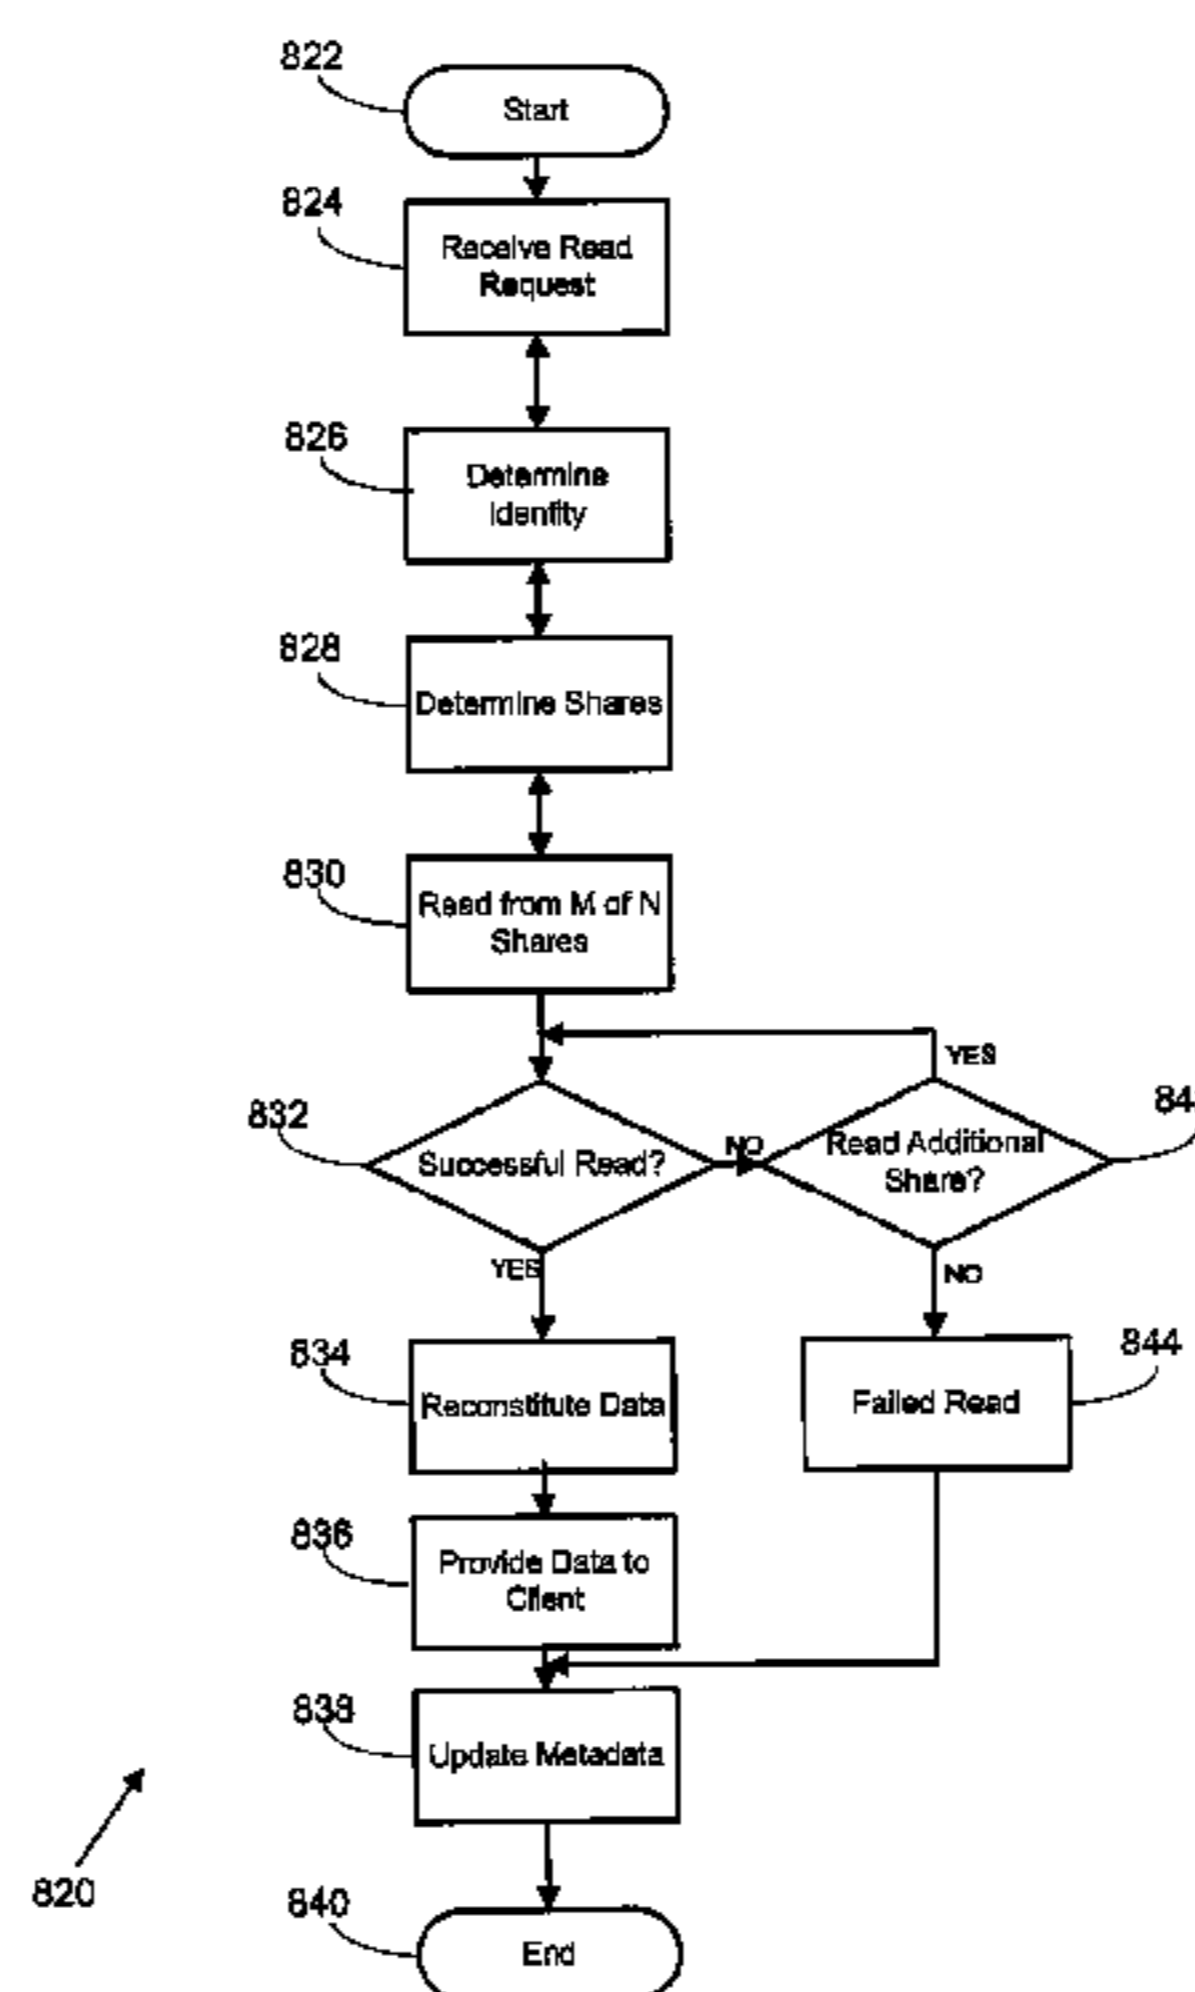 822
Start
824
Receive Read
Request
826
Determine
Identity
828
Determine Shares
830
Read from M of N
Shares
YES
832
Successful Read?
NO
Read Additional
Share?
YES
NO
834
Reconstitute Data
844
Failed Read
836
Provide Data to
Client
838
Update Metadata
820
840
End